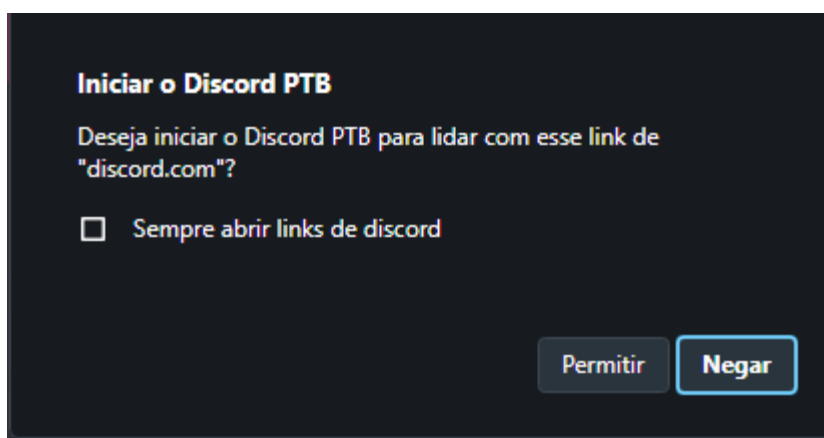 Iniciar o Discord PTB
Deseja iniciar o Discord PTB para lidar com esse link de
"discord.com"?
Sempre abrir links de discord
Permitir
Negar